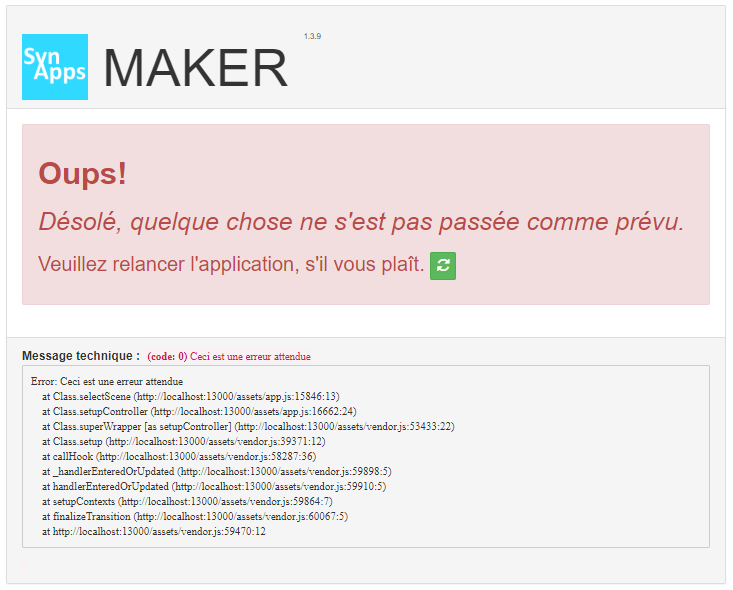 Syn
Apps
MAKER
1.3.9
Oups!
Désolé, quelque chose ne s'est pas passée comme prévu.
Veuillez relancer l'application, s'il vous plaît.
Message technique : (code: 0) Ceci est une erreur attendue
Error: Ceci est une erreur attendue
at Class.selectScene (http://localhost:13000/assets/app.js:15846:13)
at Class.setupController (http://localhost:13000/assets/app.js:16662:24)
at Class.superWrapper [as setupController] (http://localhost:13000/assets/vendor.js:53433:22)
at Class.setup (http://localhost:13000/assets/vendor.js:39371:12)
at callHook (http://localhost:13000/assets/vendor.js:58287:36)
at _handlerEnteredOrUpdated (http://localhost:13000/assets/vendor.js:59898:5)
at handlerEnteredOrUpdated (http://localhost:13000/assets/vendor.js:59910:5)
at setupContexts (http://localhost:13000/assets/vendor.js:59864:7)
at finalizeTransition (http://localhost:13000/assets/vendor.js:60067:5)
at http://localhost:13000/assets/vendor.js:59470:12